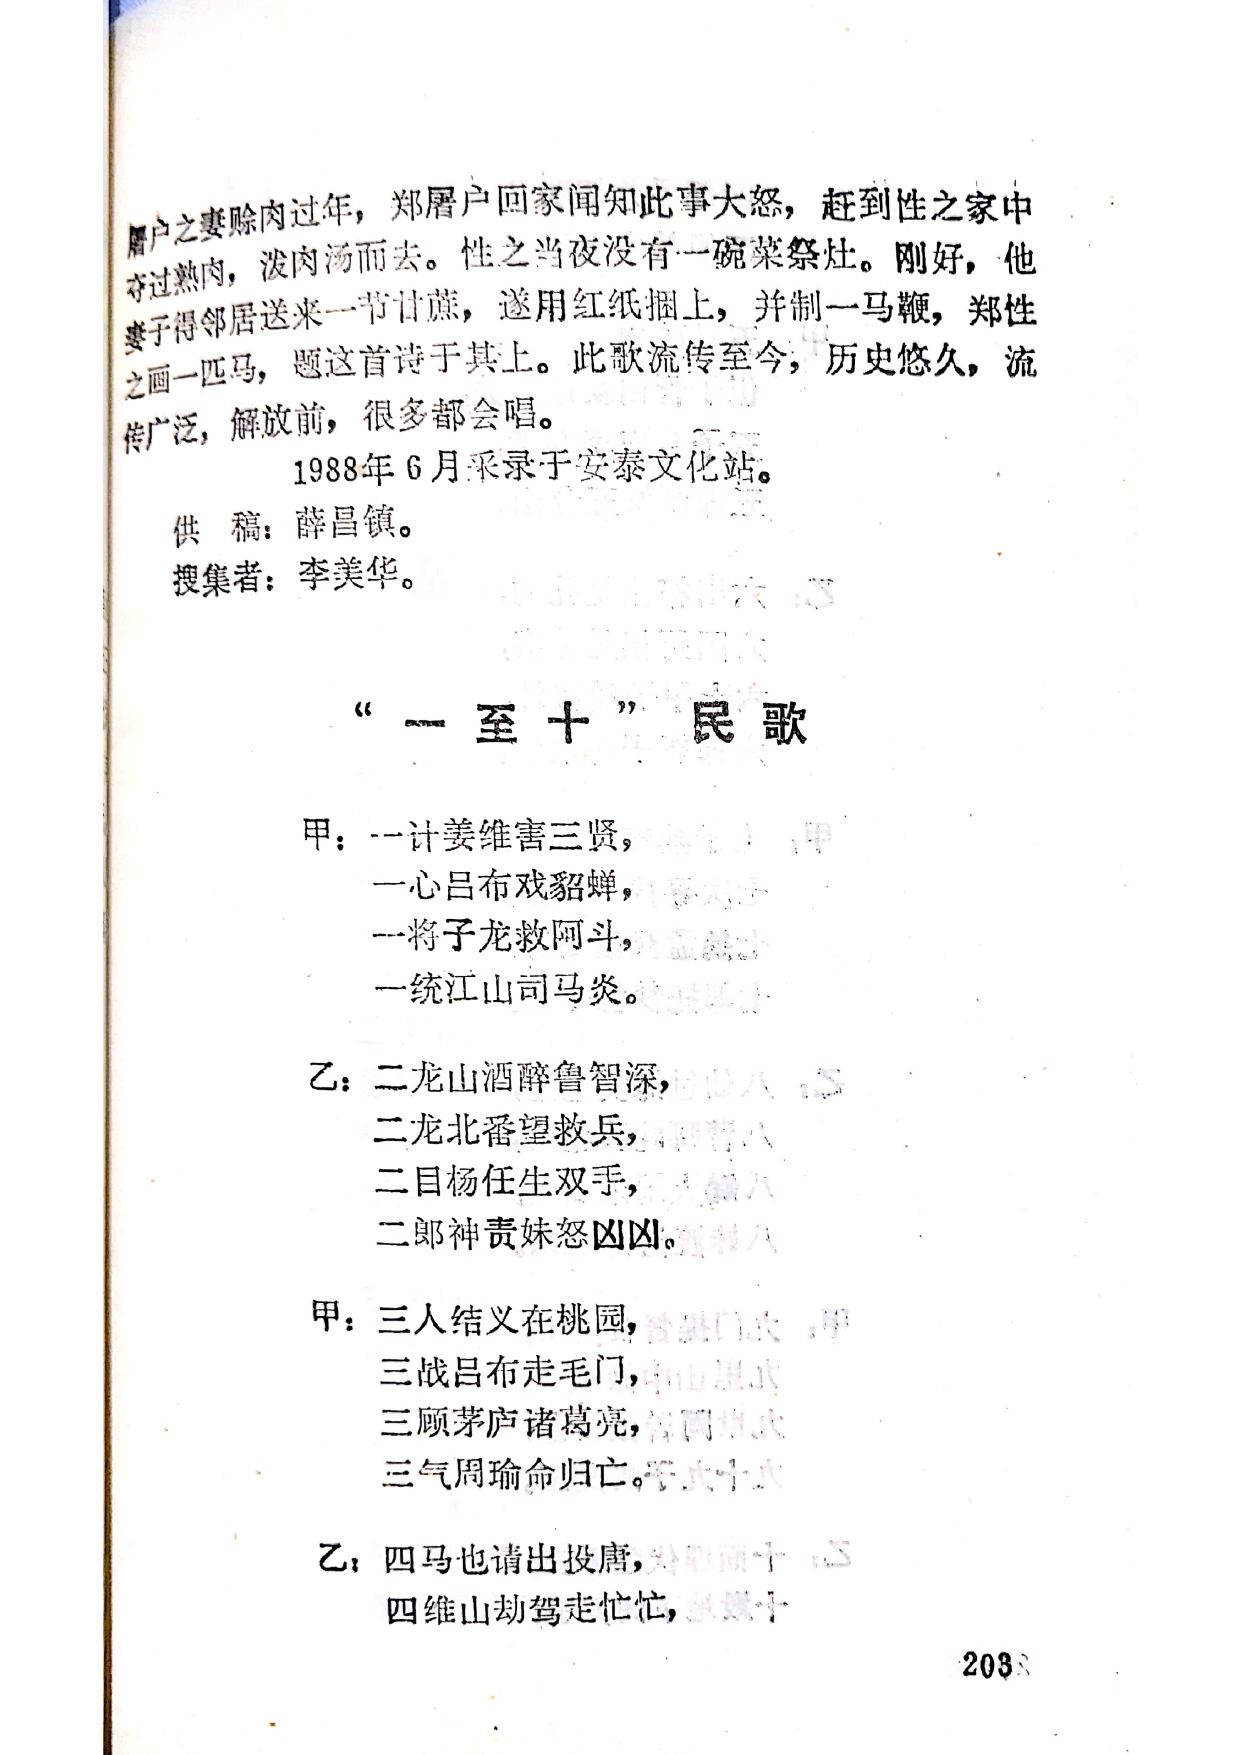 屠户之妻赊肉过年，郑屠户回家闻知此事大怒，赶到性之家中
夺过熟肉，泼肉汤而去。性之当夜没有一碗菜祭灶。刚好，他
妻子得邻居送来一节甘蔗，遂用红纸捆上，并制一马鞭，郑性
之画一匹马，题这首诗于其上。此歌流传至今，历史悠久，流
传广泛，解放前，很多都会唱。
1988年6月采录于安泰文化站。
供　稿：薛昌镇。
搜集者：李美华。
“一至十”民歌
甲：一计姜维害三贤，
一心吕布戏貂蝉，
一将子龙救阿斗，
一统江山司马炎。
乙：二龙山酒醉鲁智深，
二龙北番望救兵，
二目杨任生双手，
二郎神责妹怒凶凶。
甲：三人结义在桃园，
三战吕布走毛门，
三顾茅庐诸葛亮，
三气周瑜命归亡。
乙：四马也请出投唐，
四维山劫驾走忙忙，
203